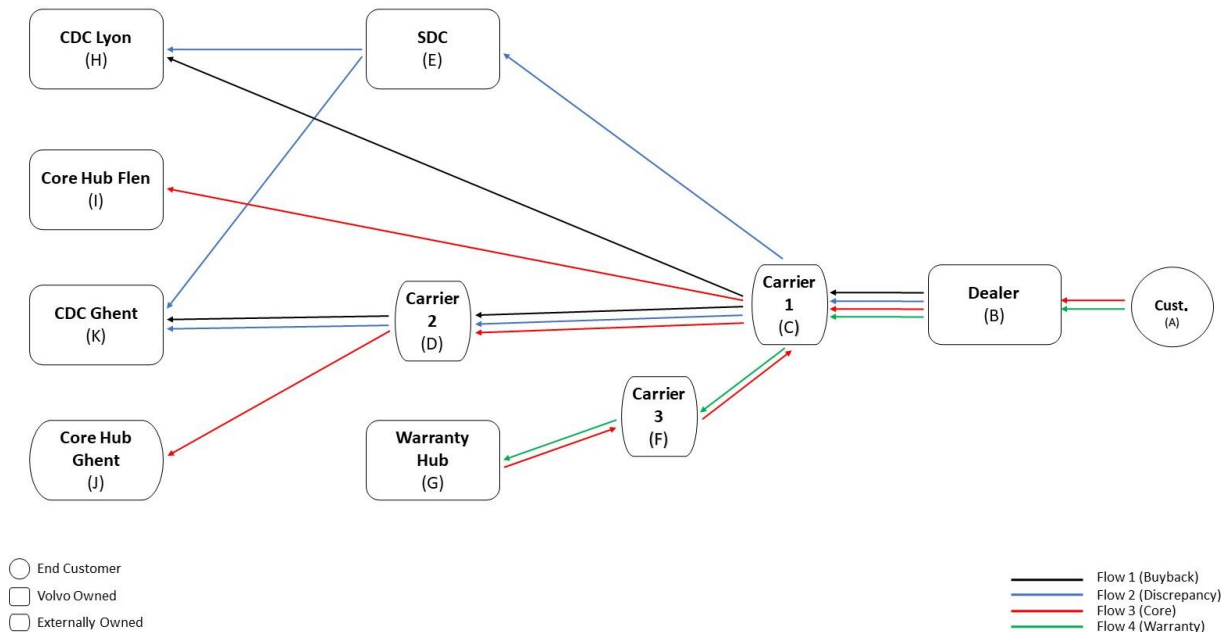 CDC Lyon
(H)
SDC
(E)
Core Hub Flen
(I)
CDC Ghent
(K)
Carrier
2
(D)
Carrier
1
(C)
Dealer
(B)
Cust.
(A)
Core Hub
Ghent
(J)
Warranty
Hub
(G)
Carrier
3
(F)
End Customer
Volvo Owned
Externally Owned
Flow 1 (Buyback)
Flow 2 (Discrepancy)
Flow 3 (Core)
Flow 4 (Warranty)